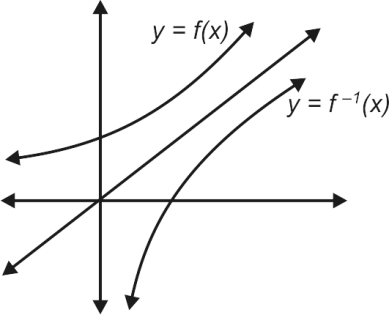 y = f(x)
y = f⁻¹(x)